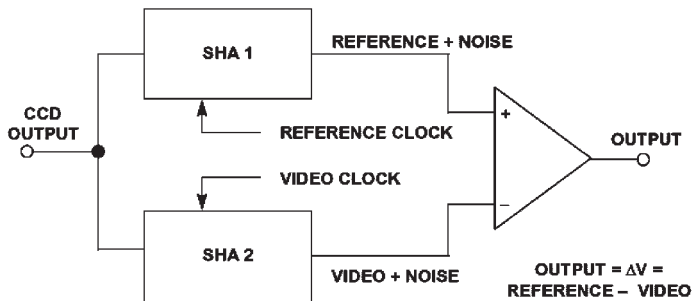 SHA 1
REFERENCE + NOISE
CCD
OUTPUT
REFERENCE CLOCK
+
OUTPUT
VIDEO CLOCK
–
SHA 2
VIDEO + NOISE
OUTPUT = ΔV =
REFERENCE – VIDEO